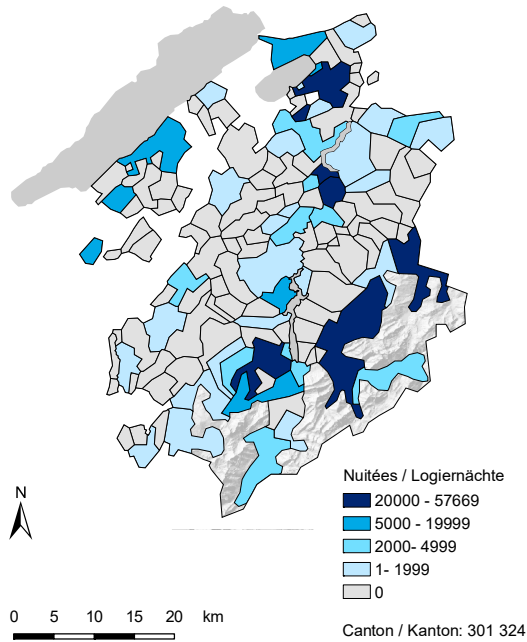 Nuitées / Logiernächte
20000 - 57669
5000 - 19999
2000- 4999
1- 1999
0
N
0 5 10 15 20 km
Canton / Kanton: 301 324